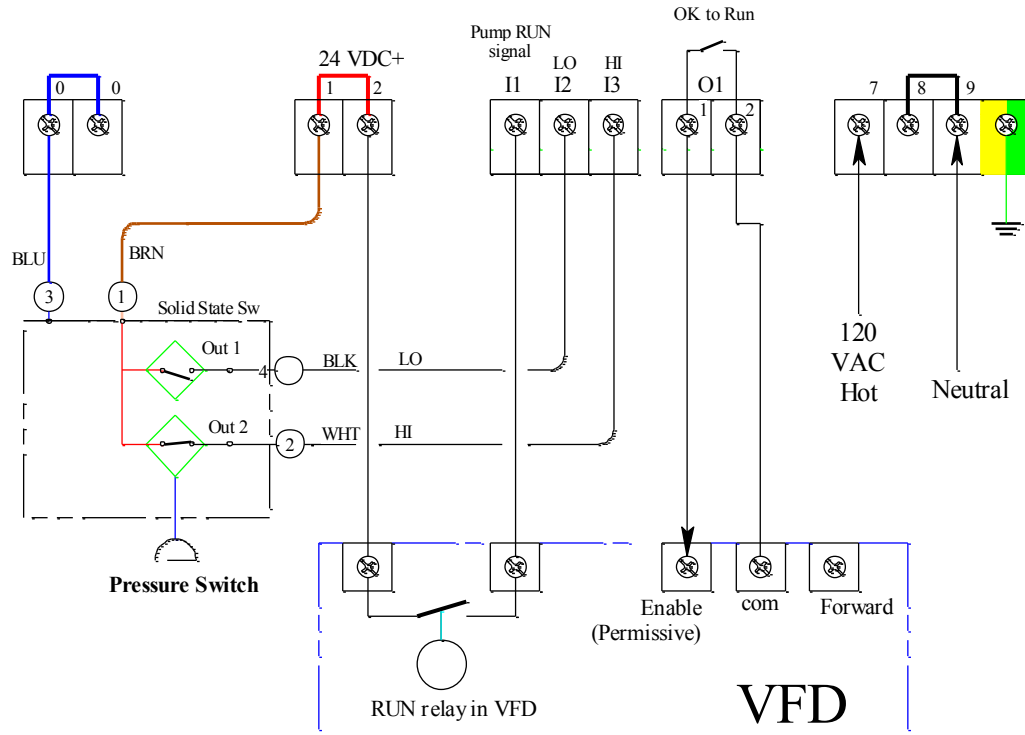 OK to Run
Pump RUN
signal
24 VDC+
LO
HI
I1
I2
I3
O1
7
8
9
0
0
1
2
1
2
BLU
BRN
3
1
Solid State Sw
Out 1
4
BLK
LO
Out 2
2
WHT
HI
120
VAC
Hot
Neutral
Pressure Switch
Enable
(Permissive)
com
Forward
RUN relay in VFD
VFD